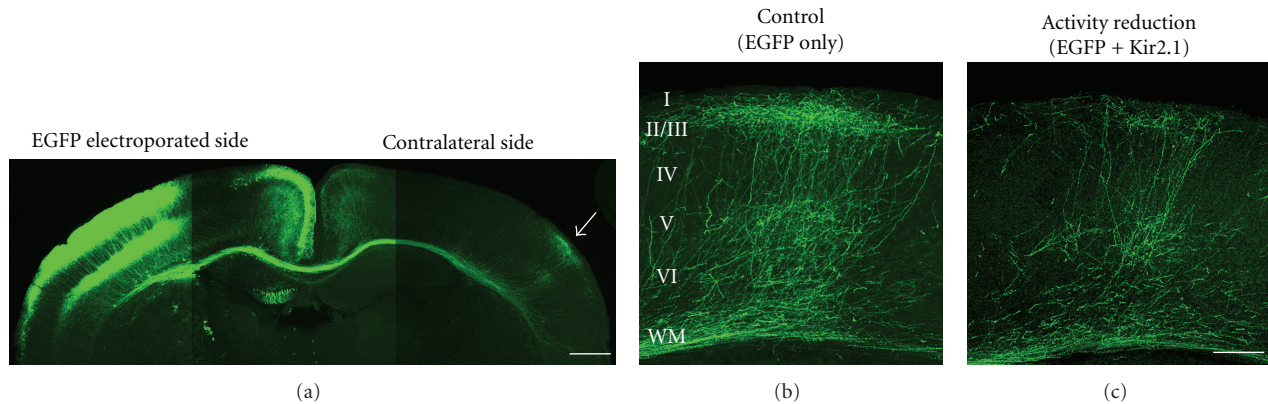 EGFP electroporated side
Contralateral side
(a)
Control
(EGFP only)
I
II/III
IV
V
VI
WM
(b)
Activity reduction
(EGFP + Kir2.1)
(c)